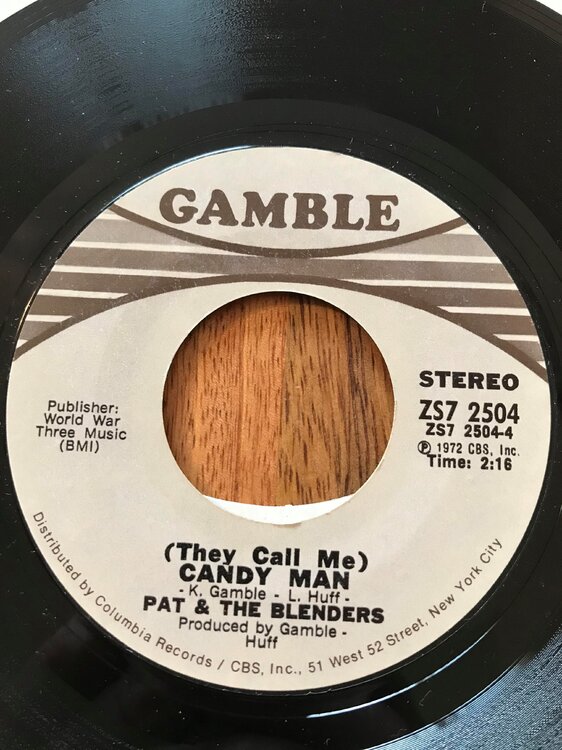 GAMBLE
STEREO
ZS7 2504
ZS7 2504-4
Ⓟ 1972 CBS, Inc.
Time: 2:16
Publisher:
World War
Three Music
(BMI)
(They Call Me)
CANDY MAN
- K. Gamble - L. Huff -
PAT & THE BLENDERS
Produced by Gamble -
Huff
Distributed by Columbia Records / CBS, Inc., 51 West 52 Street, New York City